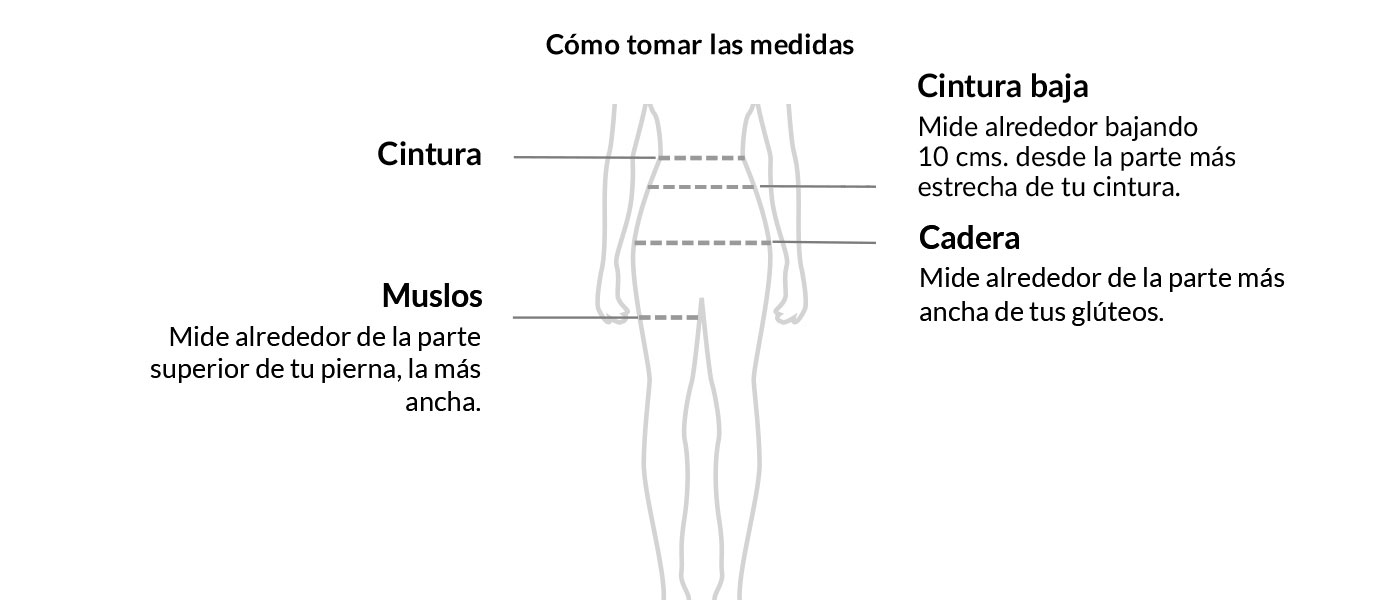 Cómo tomar las medidas
Cintura
Muslos
Mide alrededor de la parte
superior de tu pierna, la más
ancha.
Cintura baja
Mide alrededor bajando
10 cms. desde la parte más
estrecha de tu cintura.
Cadera
Mide alrededor de la parte más
ancha de tus glúteos.